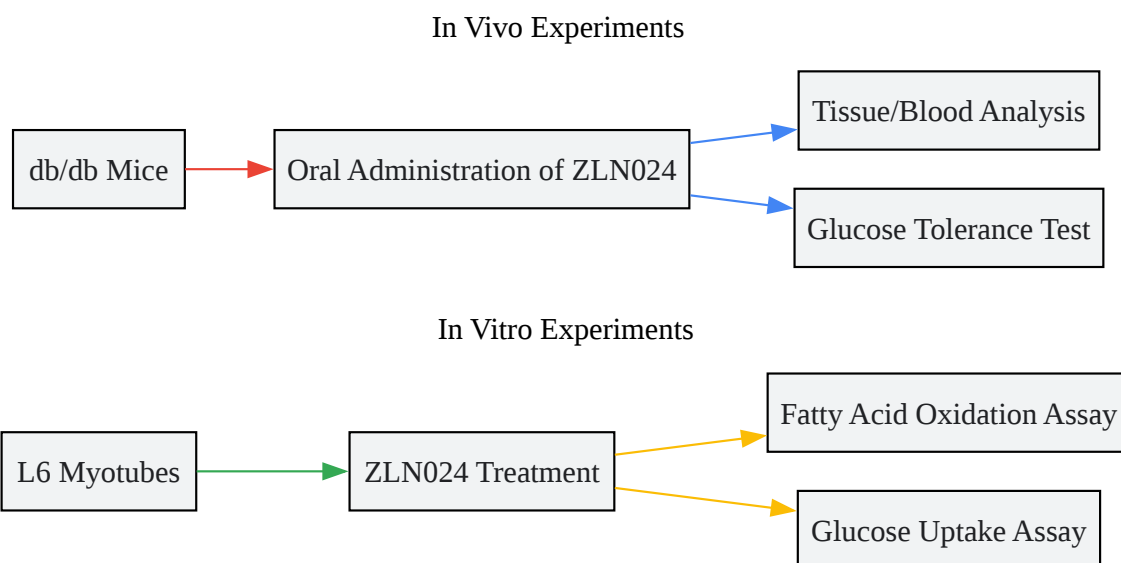 In Vivo Experiments
db/db Mice
Oral Administration of ZLN024
Tissue/Blood Analysis
Glucose Tolerance Test
In Vitro Experiments
L6 Myotubes
ZLN024 Treatment
Fatty Acid Oxidation Assay
Glucose Uptake Assay